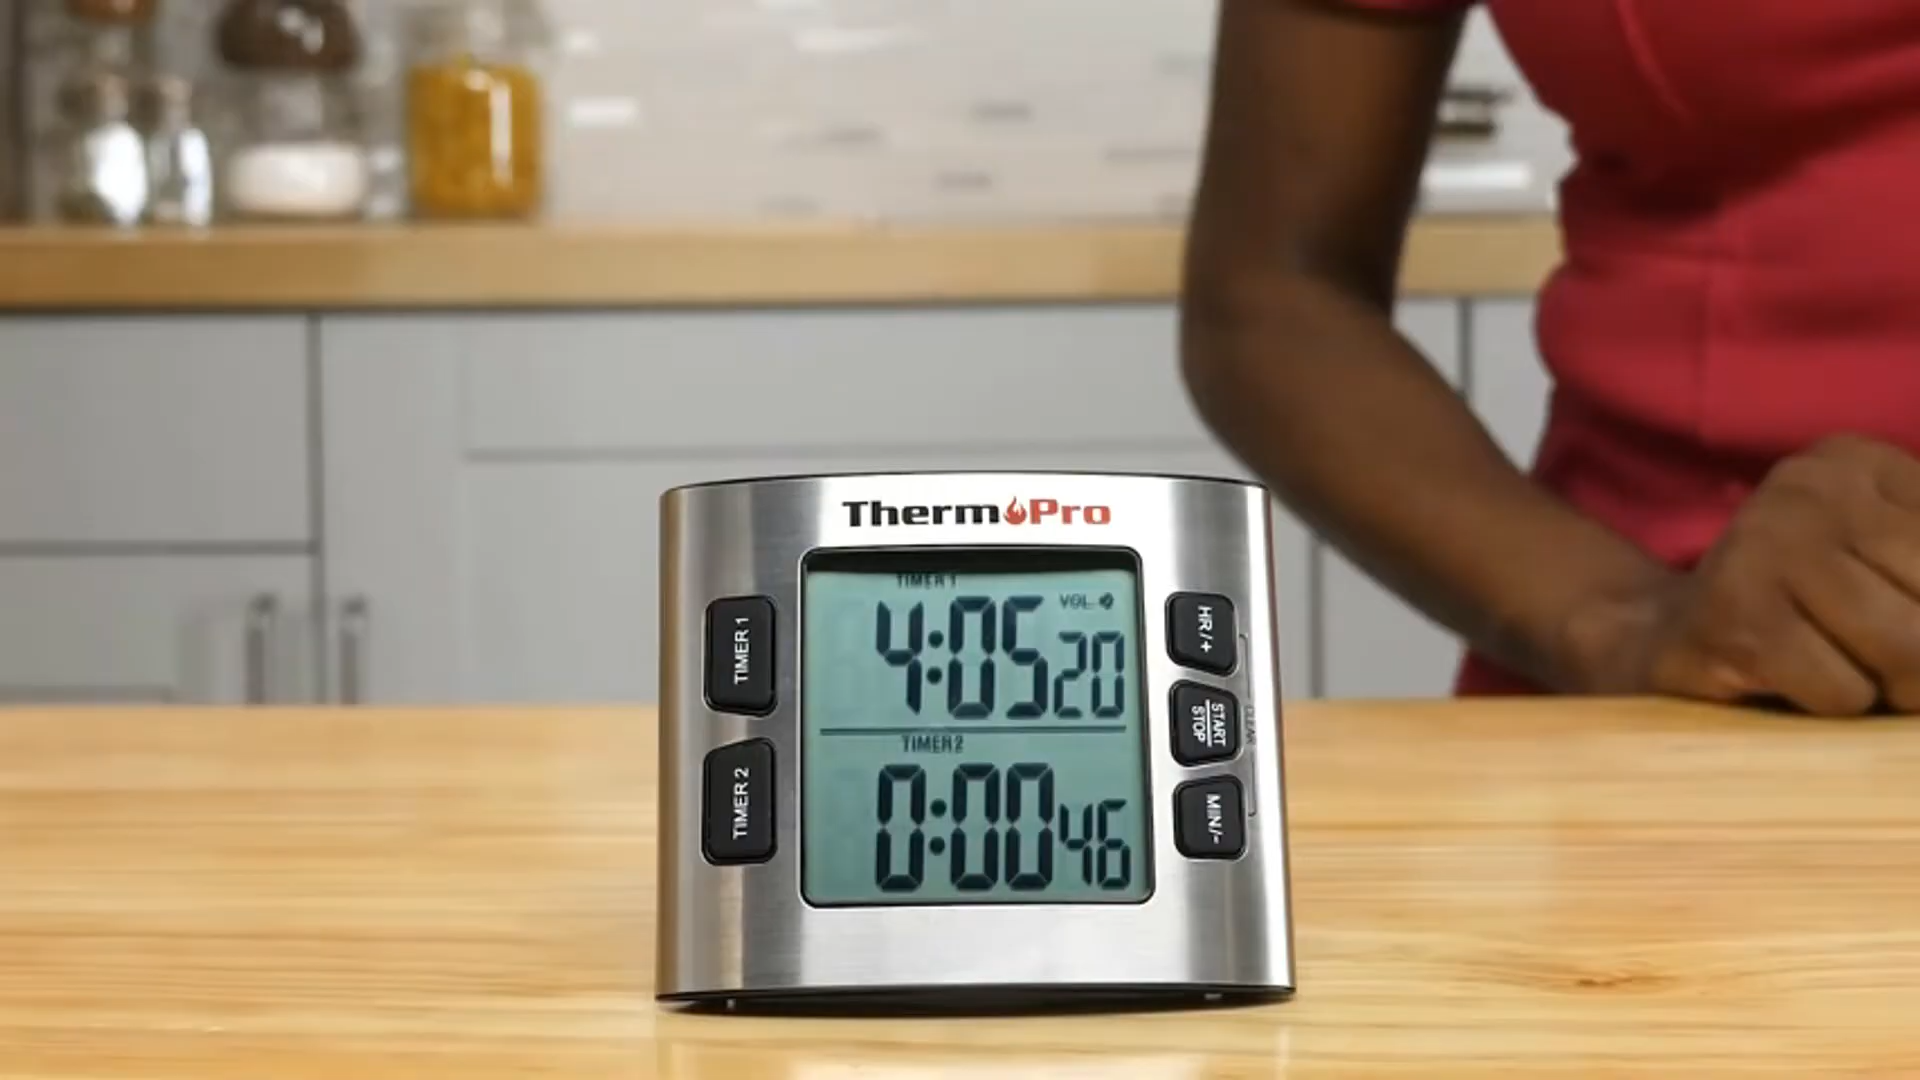 ThermoPro
TIMER 1
VOL.
4:05 20
TIMER 2
0:00 46
TIMER 1
TIMER 2
HR/+
START
STOP
MIN/-
CLEAR